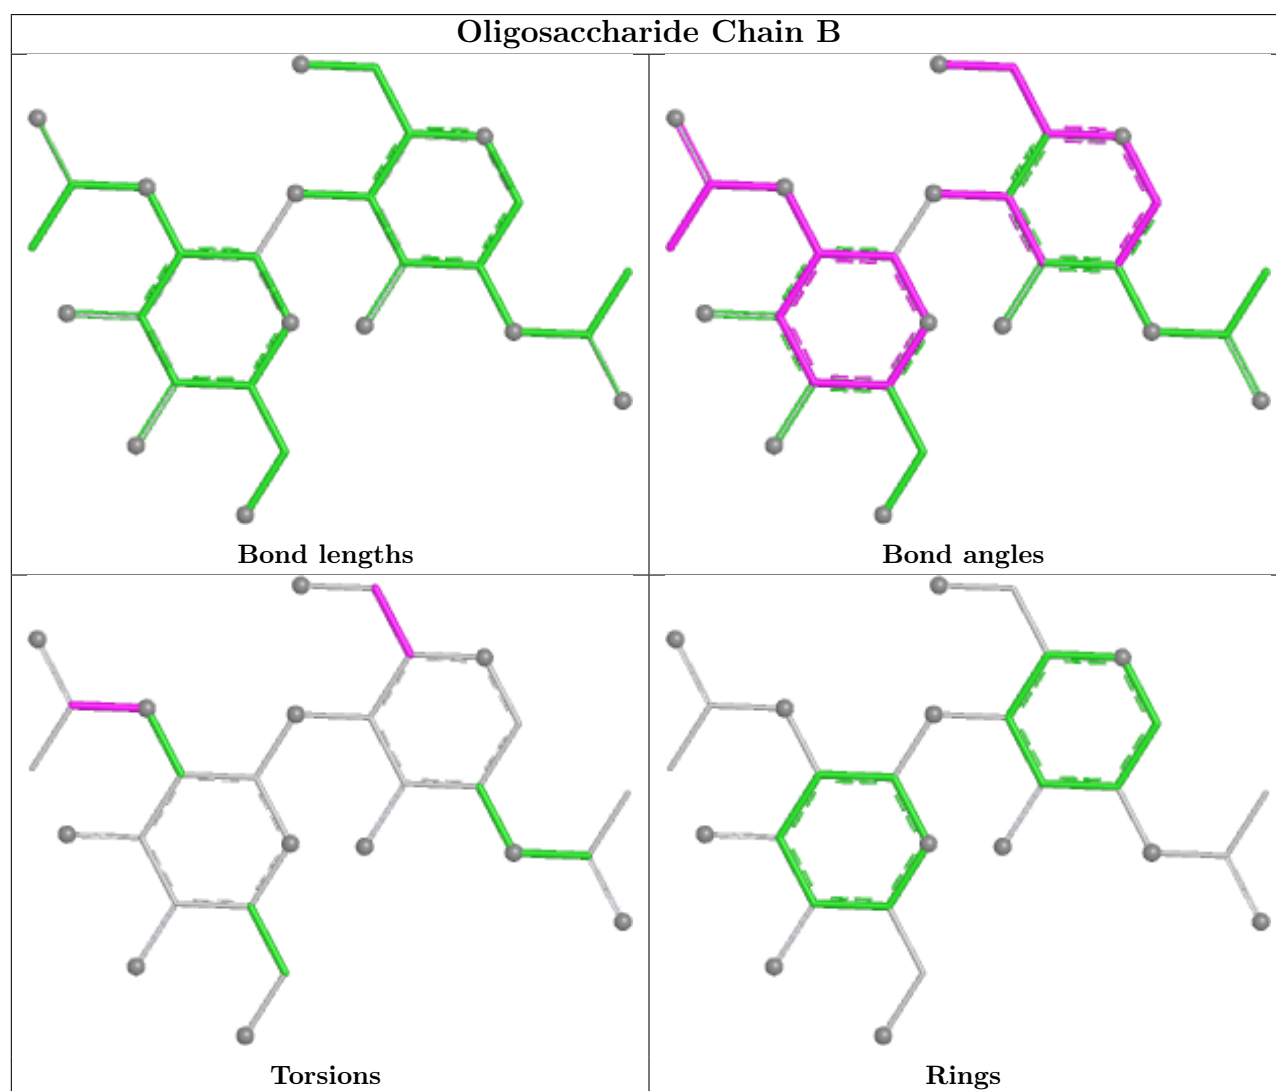 Oligosaccharide Chain B
Bond lengths
Bond angles
Torsions
Rings